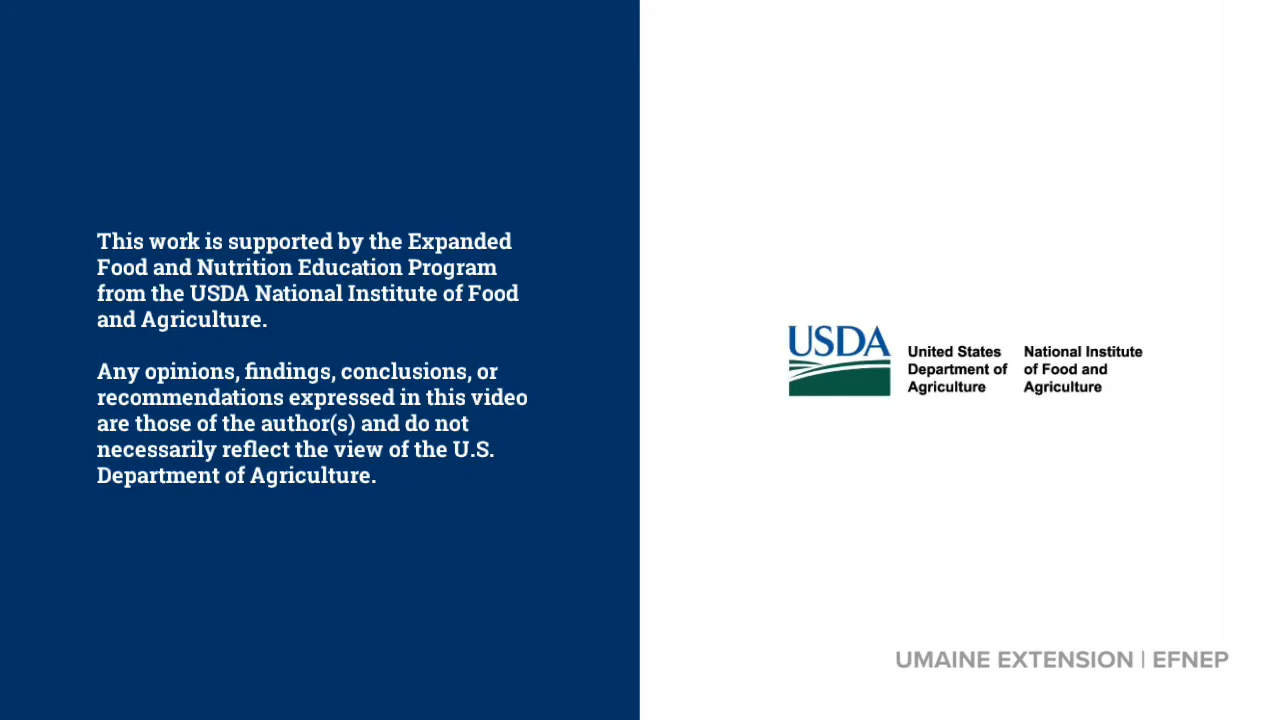 This work is supported by the Expanded
Food and Nutrition Education Program
from the USDA National Institute of Food
and Agriculture.
Any opinions, findings, conclusions, or
recommendations expressed in this video
are those of the author(s) and do not
necessarily reflect the view of the U.S.
Department of Agriculture.
USDA
United States
Department of
Agriculture
National Institute
of Food and
Agriculture
UMAINE EXTENSION | EFNEP